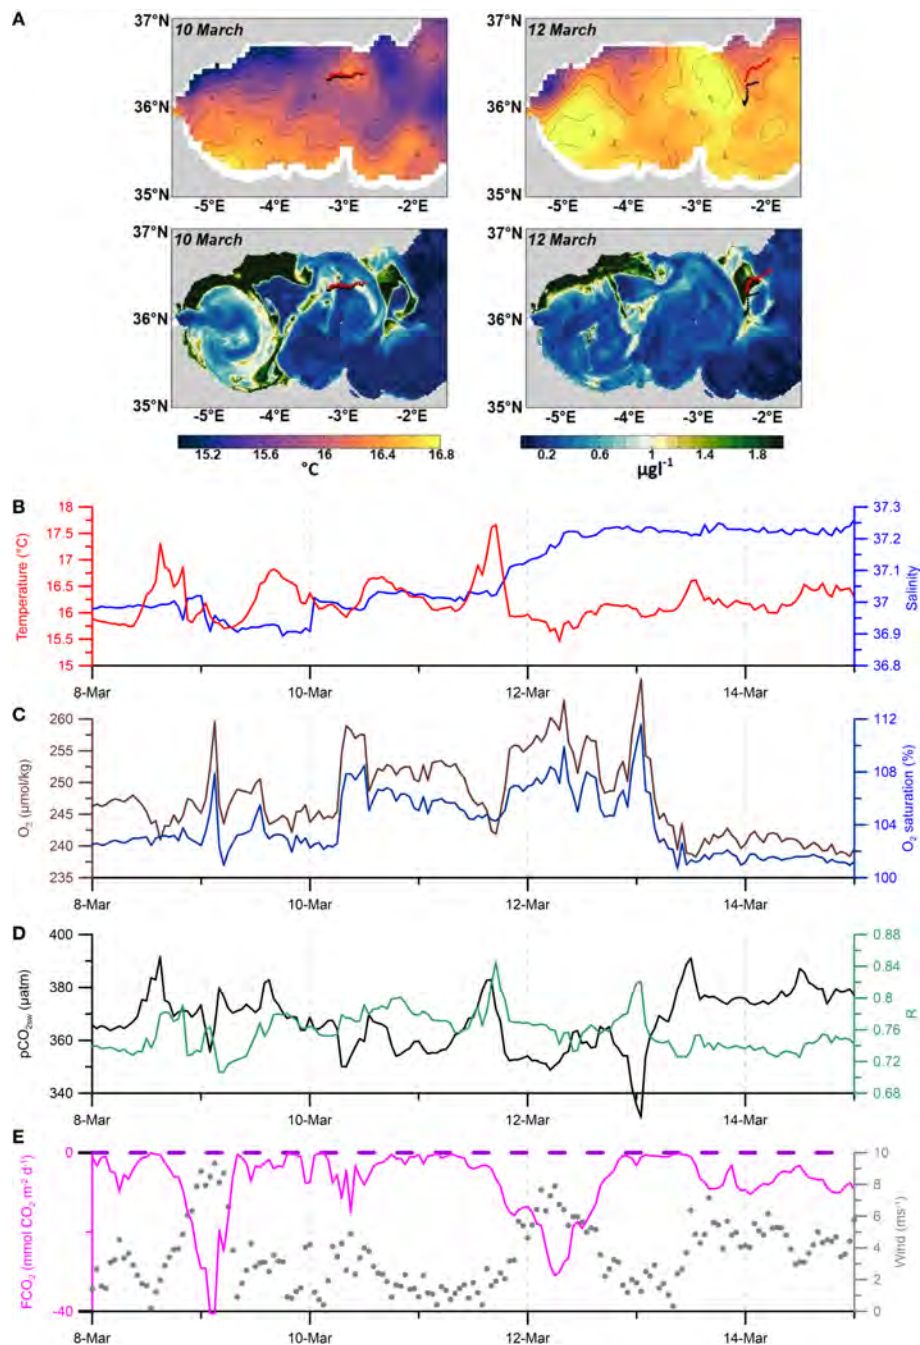 A
10 March
12 March
37°N
36°N
35°N
-5°E -4°E -3°E -2°E
37°N
36°N
35°N
-5°E -4°E -3°E -2°E
10 March
12 March
37°N
36°N
35°N
-5°E -4°E -3°E -2°E
37°N
36°N
35°N
-5°E -4°E -3°E -2°E
15.2 15.6 16 16.4 16.8
°C
0.2 0.6 1 1.4 1.8
µgl⁻¹
B
Temperature (°C)
18
17.5
17
16.5
16
15.5
15
37.3
37.2
37.1
37
36.9
36.8
Salinity
8-Mar 10-Mar 12-Mar 14-Mar
C
O₂ (µmol/kg)
260
255
250
245
240
235
112
108
104
100
O₂ saturation (%)
8-Mar 10-Mar 12-Mar 14-Mar
D
pCO₂sw (µatm)
400
380
360
340
0.88
0.84
0.8
0.76
0.72
0.68
R
8-Mar 10-Mar 12-Mar 14-Mar
E
FCO₂ (mmol CO₂ m⁻² d⁻¹)
0
-40
10
8
6
4
2
0
Wind (ms⁻¹)
8-Mar 10-Mar 12-Mar 14-Mar